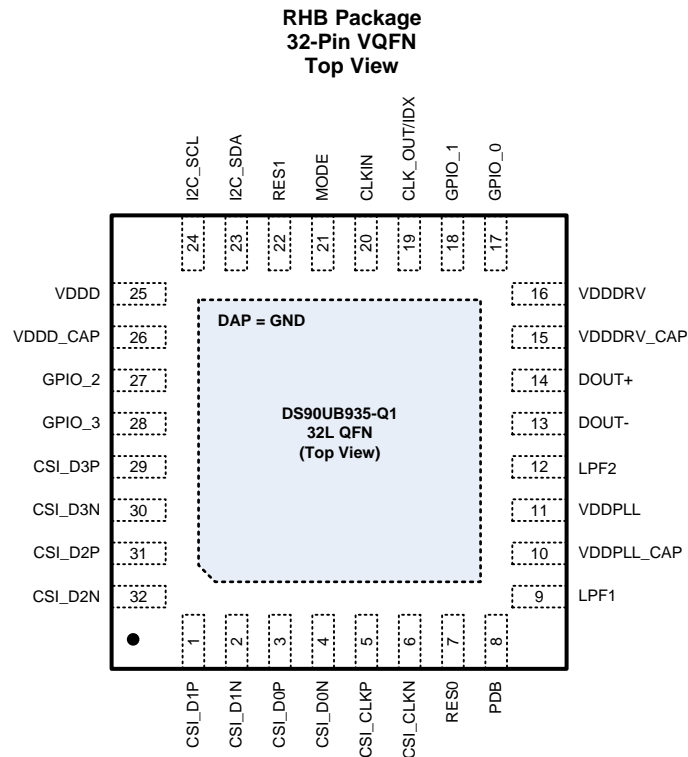 RHB Package
32-Pin VQFN
Top View
I2C_SCL
I2C_SDA
RES1
MODE
CLKIN
CLK_OUT/IDX
GPIO_1
GPIO_0
24
23
22
21
20
19
18
17
VDDD 25
VDDD_CAP 26
GPIO_2 27
GPIO_3 28
CSI_D3P 29
CSI_D3N 30
CSI_D2P 31
CSI_D2N 32
DAP = GND
DS90UB935-Q1
32L QFN
(Top View)
16 VDDDRV
15 VDDDRV_CAP
14 DOUT+
13 DOUT-
12 LPF2
11 VDDPLL
10 VDDPLL_CAP
9 LPF1
1
2
3
4
5
6
7
8
CSI_D1P
CSI_D1N
CSI_D0P
CSI_D0N
CSI_CLKP
CSI_CLKN
RES0
PDB